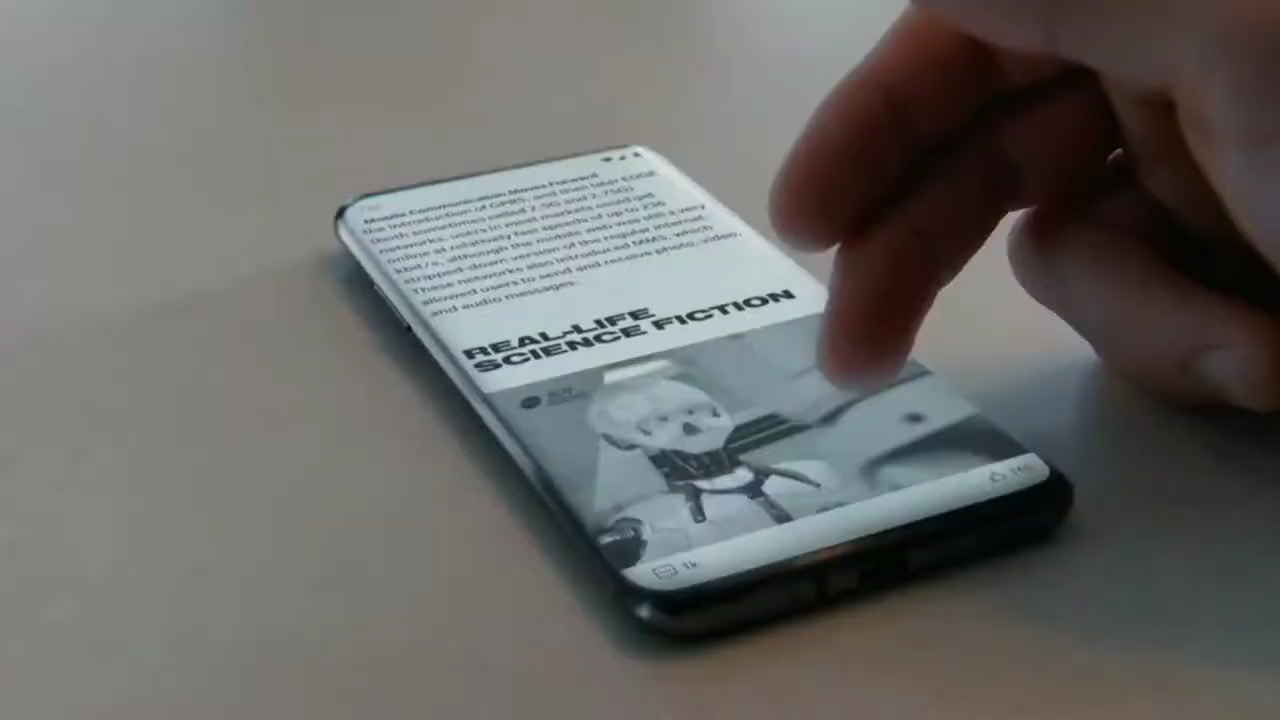 Mobile Communication Moves Forward
the introduction of GPRS, and then later EDGE
(both sometimes called 2.5G and 2.75G)
networks, users in most markets could get
online at relatively fast speeds of up to 236
kbit/s, although the mobile web was still a very
stripped-down version of the regular internet.
These networks also introduced MMS, which
allowed users to send and receive photo, video,
and audio messages.
REAL-LIFE
SCIENCE FICTION
1k